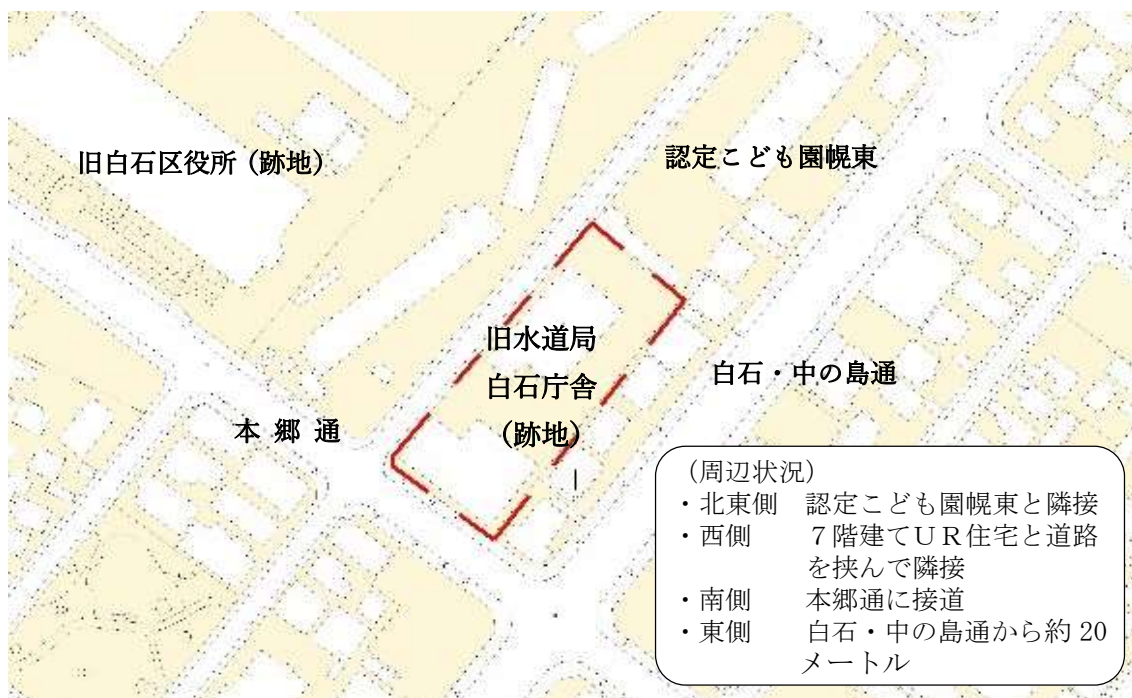 旧白石区役所（跡地）
認定こども園幌東
旧水道局
白石庁舎
（跡地）
白石・中の島通
本 郷 通
（周辺状況）
・北東側　認定こども園幌東と隣接
・西側　　７階建てＵＲ住宅と道路
を挟んで隣接
・南側　　本郷通に接道
・東側　　白石・中の島通から約 20
メートル